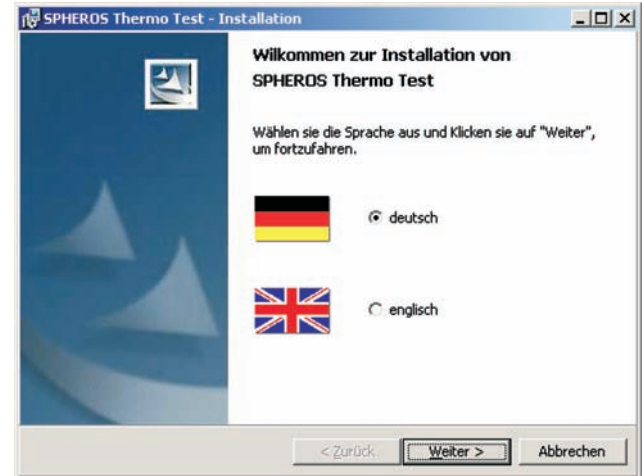 SPHEROS Thermo Test - Installation
Wilkommen zur Installation von
SPHEROS Thermo Test
Wählen sie die Sprache aus und Klicken sie auf "Weiter",
um fortzufahren.
deutsch
englisch
< Zurück
Weiter >
Abbrechen